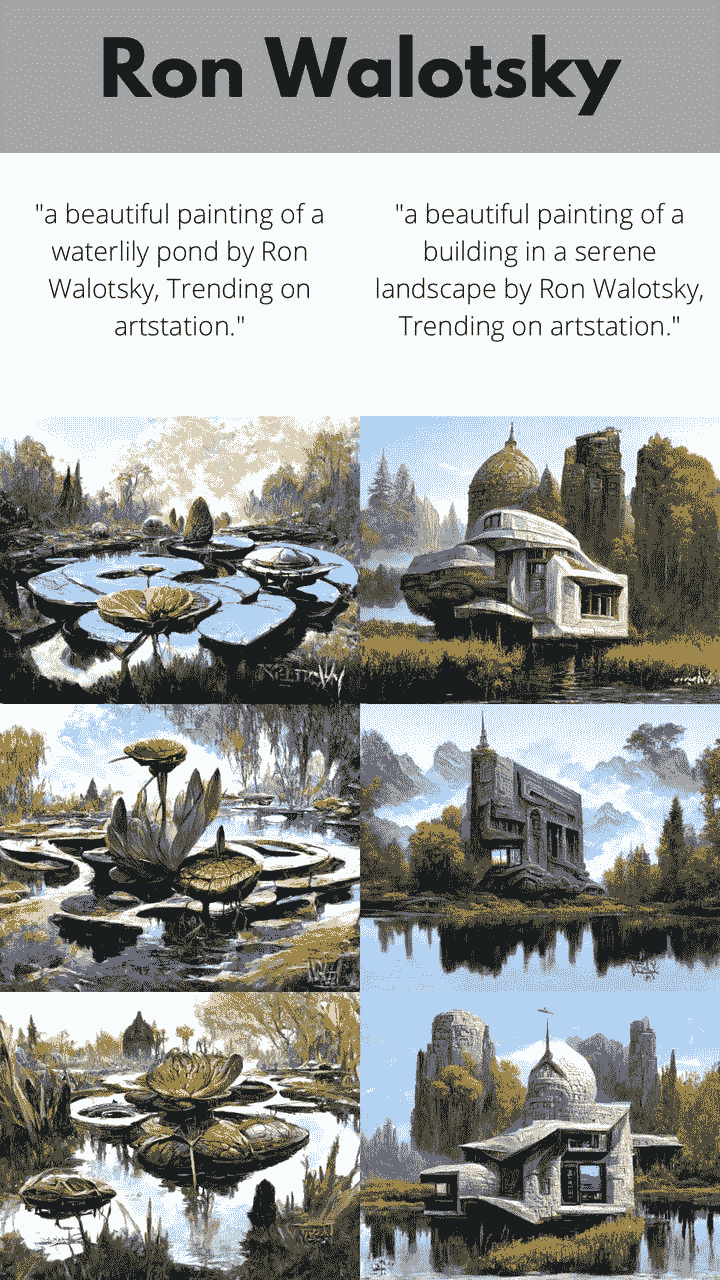 Ron Walotsky
"a beautiful painting of a
waterlily pond by Ron
Walotsky, Trending on
artstation."
"a beautiful painting of a
building in a serene
landscape by Ron Walotsky,
Trending on artstation."